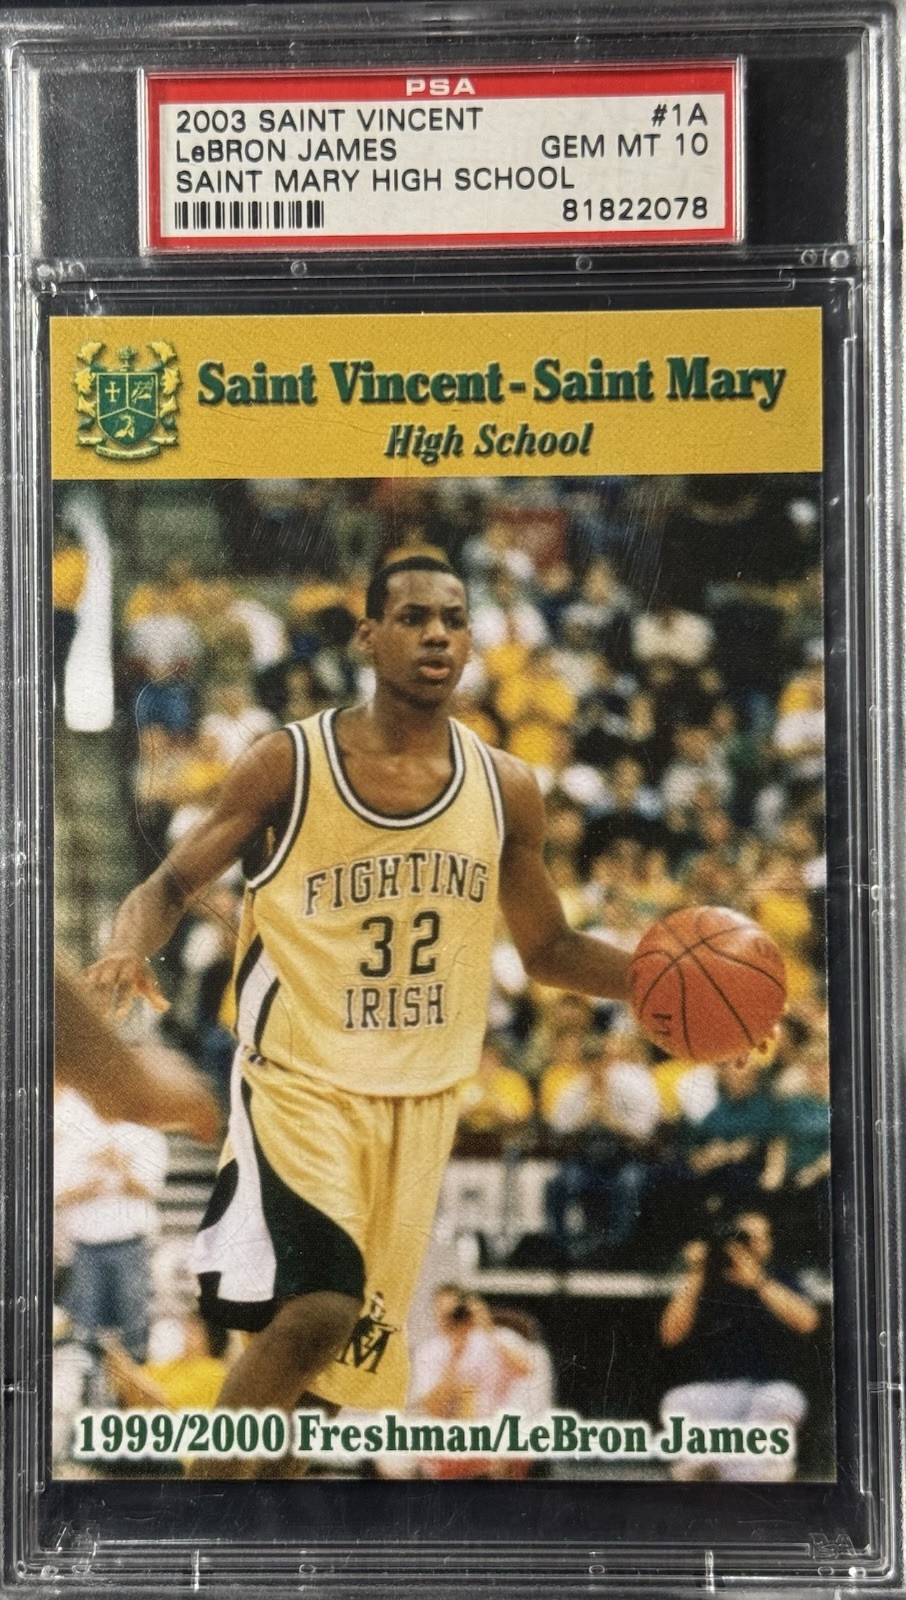 PSA
2003 SAINT VINCENT #1A
LeBRON JAMES GEM MT 10
SAINT MARY HIGH SCHOOL
81822078
Saint Vincent-Saint Mary
High School
FIGHTING
32
IRISH
M
1999/2000 Freshman/LeBron James